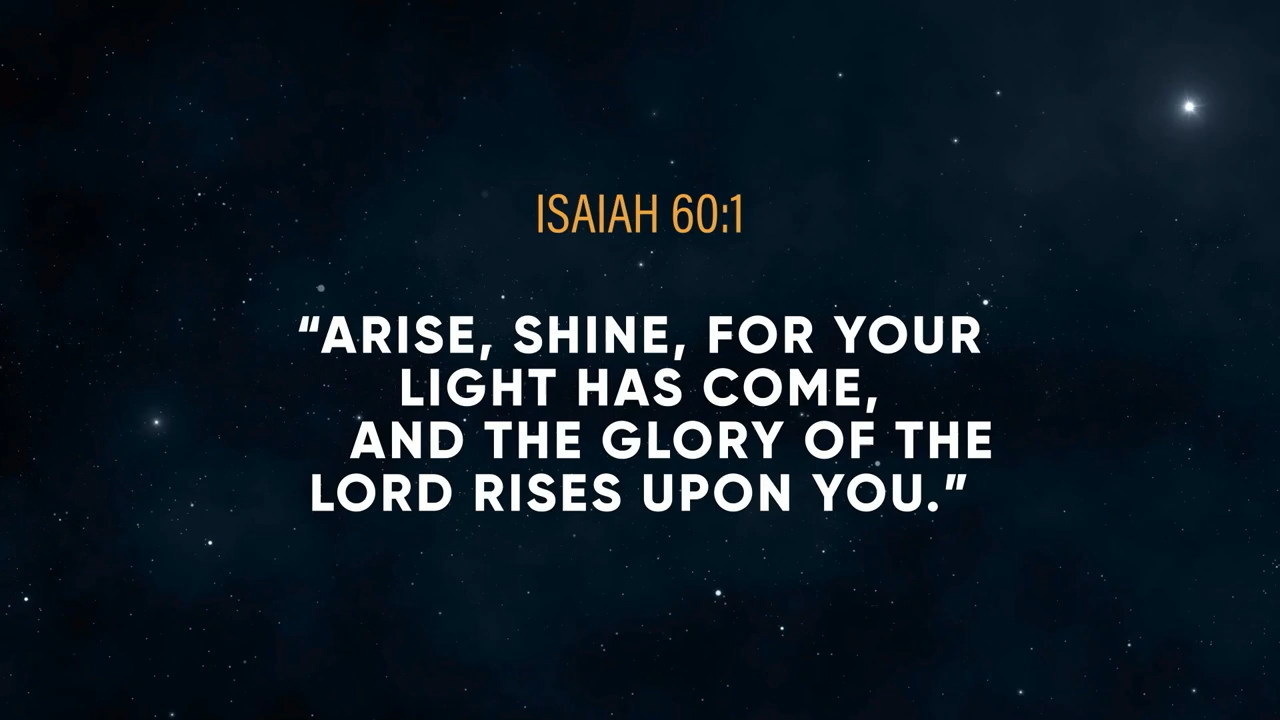 ISAIAH 60:1
“ARISE, SHINE, FOR YOUR
LIGHT HAS COME,
AND THE GLORY OF THE
LORD RISES UPON YOU.”